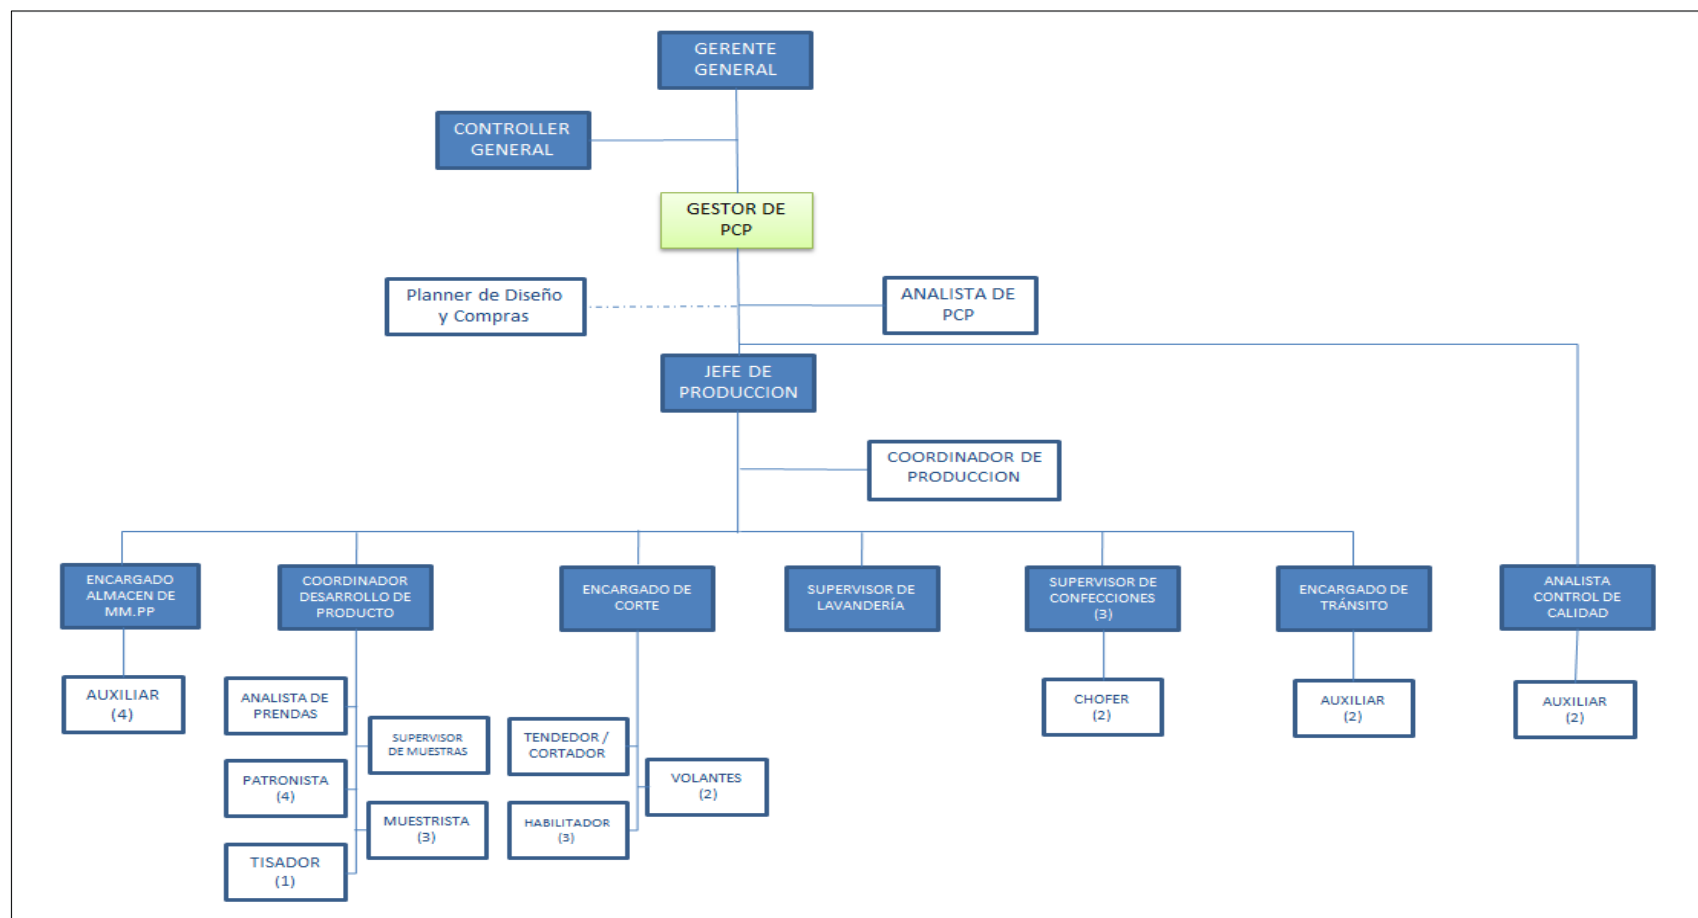 GERENTE
GENERAL
CONTROLLER
GENERAL
GESTOR DE
PCP
Planner de Diseño
y Compras
ANALISTA DE
PCP
JEFE DE
PRODUCCION
COORDINADOR DE
PRODUCCION
ENCARGADO
ALMACEN DE
MM.PP
COORDINADOR
DESARROLLO DE
PRODUCTO
ENCARGADO DE
CORTE
SUPERVISOR DE
LAVANDERÍA
SUPERVISOR DE
CONFECCIONES
(3)
ENCARGADO DE
TRÁNSITO
ANALISTA
CONTROL DE
CALIDAD
AUXILIAR
(4)
ANALISTA DE
PRENDAS
SUPERVISOR
DE MUESTRAS
PATRONISTA
(4)
MUESTRISTA
(3)
TISADOR
(1)
TENDEDOR /
CORTADOR
VOLANTES
(2)
HABILITADOR
(3)
CHOFER
(2)
AUXILIAR
(2)
AUXILIAR
(2)